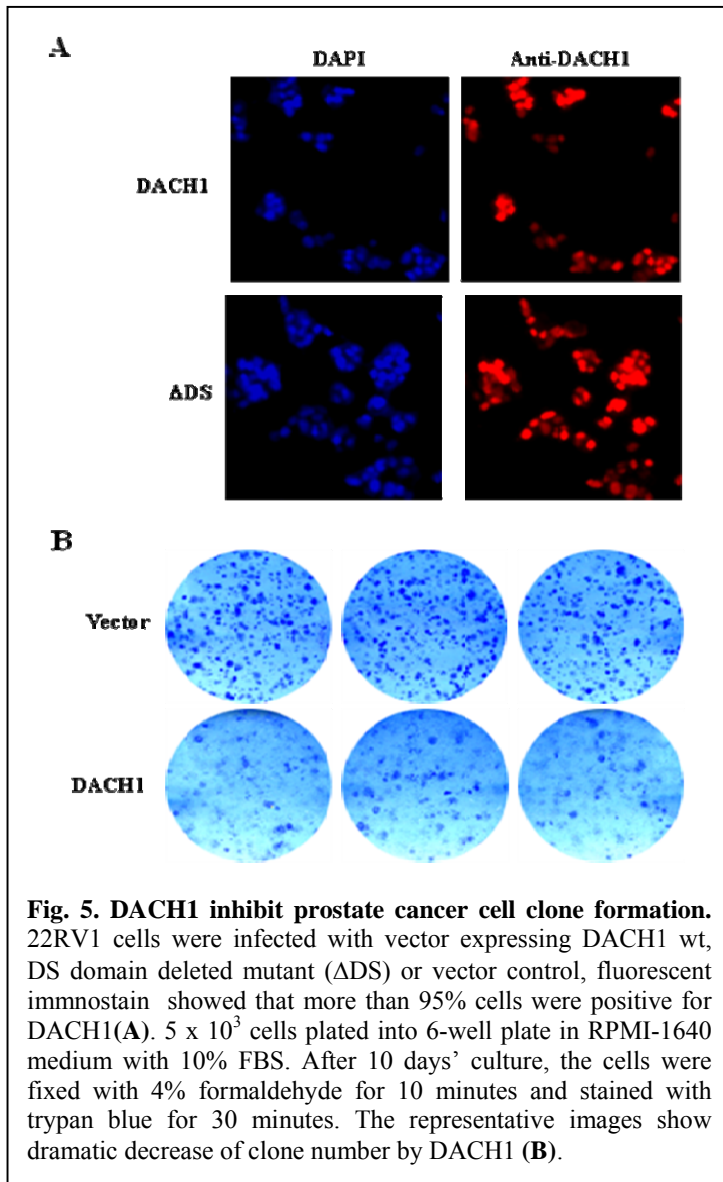 A
DAPI Anti-DACH1
DACH1
ΔDS
B
Vector
DACH1
Fig. 5. DACH1 inhibit prostate cancer cell clone formation.
22RV1 cells were infected with vector expressing DACH1 wt,
DS domain deleted mutant (ΔDS) or vector control, fluorescent
immnostain showed that more than 95% cells were positive for
DACH1(A). 5 x 10³ cells plated into 6-well plate in RPMI-1640
medium with 10% FBS. After 10 days’ culture, the cells were
fixed with 4% formaldehyde for 10 minutes and stained with
trypan blue for 30 minutes. The representative images show
dramatic decrease of clone number by DACH1 (B).